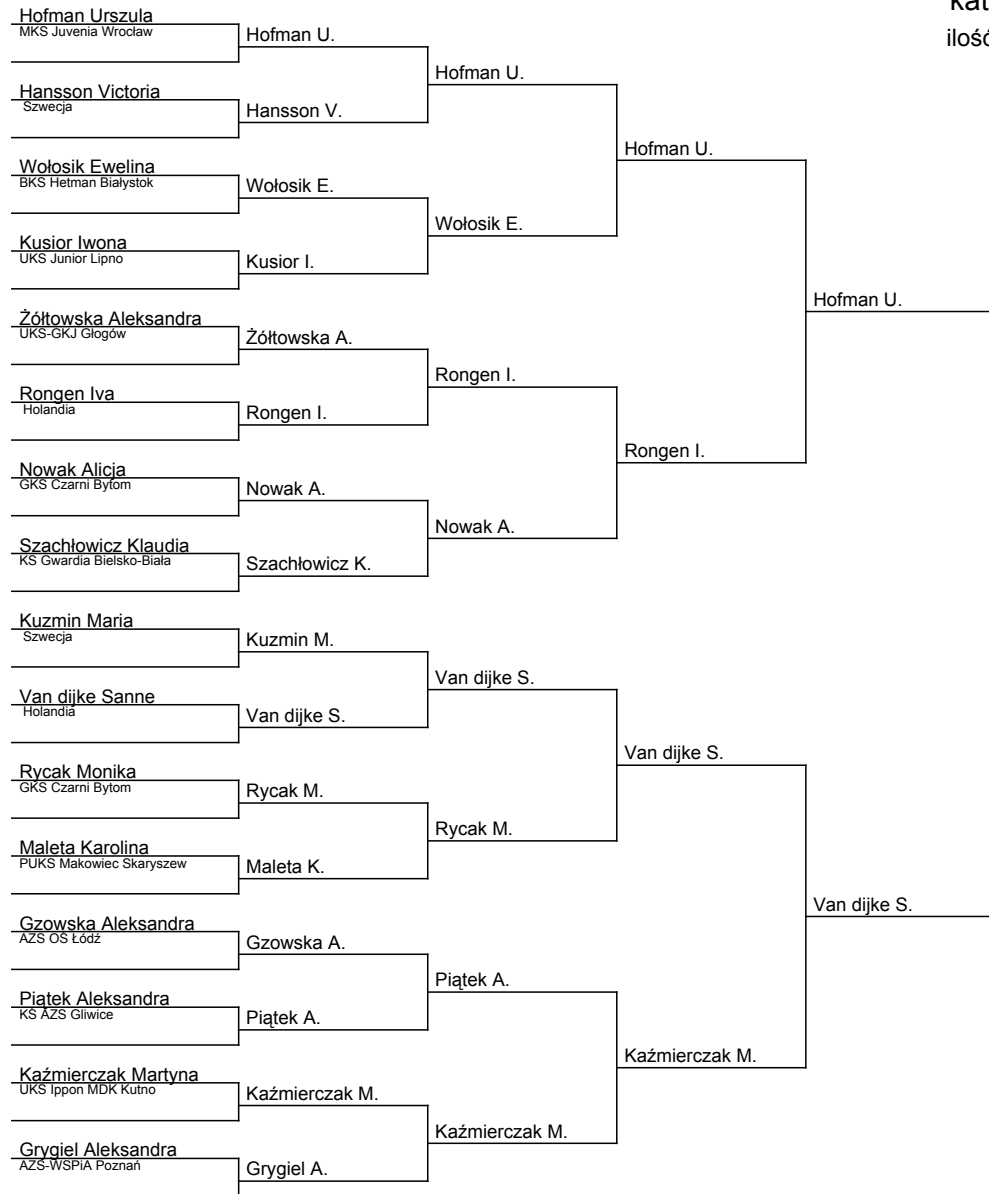 Hofman Urszula
MKS Juvenia Wrocław
Hansson Victoria
Szwecja
Wołosik Ewelina
BKS Hetman Białystok
Kusior Iwona
UKS Junior Lipno
Żółtowska Aleksandra
UKS-GKJ Głogów
Rongen Iva
Holandia
Nowak Alicja
GKS Czarni Bytom
Szachłowicz Klaudia
KS Gwardia Bielsko-Biała
Kuzmin Maria
Szwecja
Van dijke Sanne
Holandia
Rycak Monika
GKS Czarni Bytom
Maleta Karolina
PUKS Makowiec Skaryszew
Gzowska Aleksandra
AZS OŚ Łódź
Piątek Aleksandra
KS AZS Gliwice
Kaźmierczak Martyna
UKS Ippon MDK Kutno
Grygiel Aleksandra
AZS-WSPiA Poznań
Hofman U.
Hansson V.
Wołosik E.
Kusior I.
Żółtowska A.
Rongen I.
Nowak A.
Szachłowicz K.
Kuzmin M.
Van dijke S.
Rycak M.
Maleta K.
Gzowska A.
Piątek A.
Kaźmierczak M.
Grygiel A.
Hofman U.
Wołosik E.
Rongen I.
Nowak A.
Van dijke S.
Rycak M.
Piątek A.
Kaźmierczak M.
Hofman U.
Rongen I.
Van dijke S.
Kaźmierczak M.
Hofman U.
Van dijke S.
kat
ilość